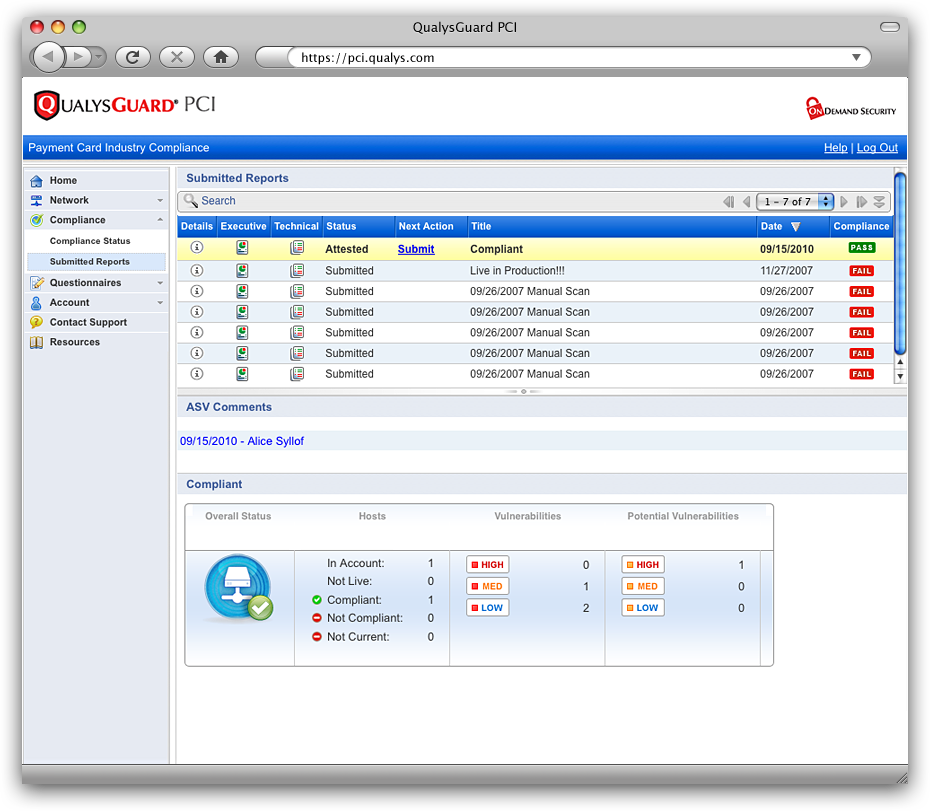 QualysGuard PCI
https://pci.qualys.com
QUALYSGUARD® PCI
ONDEMAND SECURITY
Payment Card Industry Compliance
Help | Log Out
Home
Network
Compliance
Compliance Status
Submitted Reports
Questionnaires
Account
Contact Support
Resources
Submitted Reports
Search
1 – 7 of 7
Details Executive Technical Status Next Action Title Date Compliance
Attested Submit Compliant 09/15/2010 PASS
Submitted Live in Production!!! 11/27/2007 FAIL
Submitted 09/26/2007 Manual Scan 09/26/2007 FAIL
Submitted 09/26/2007 Manual Scan 09/26/2007 FAIL
Submitted 09/26/2007 Manual Scan 09/26/2007 FAIL
Submitted 09/26/2007 Manual Scan 09/26/2007 FAIL
Submitted 09/26/2007 Manual Scan 09/26/2007 FAIL
ASV Comments
09/15/2010 - Alice Syllof
Compliant
Overall Status Hosts Vulnerabilities Potential Vulnerabilities
In Account: 1
Not Live: 0
Compliant: 1
Not Compliant: 0
Not Current: 0
HIGH 0
MED 1
LOW 2
HIGH 1
MED 0
LOW 0